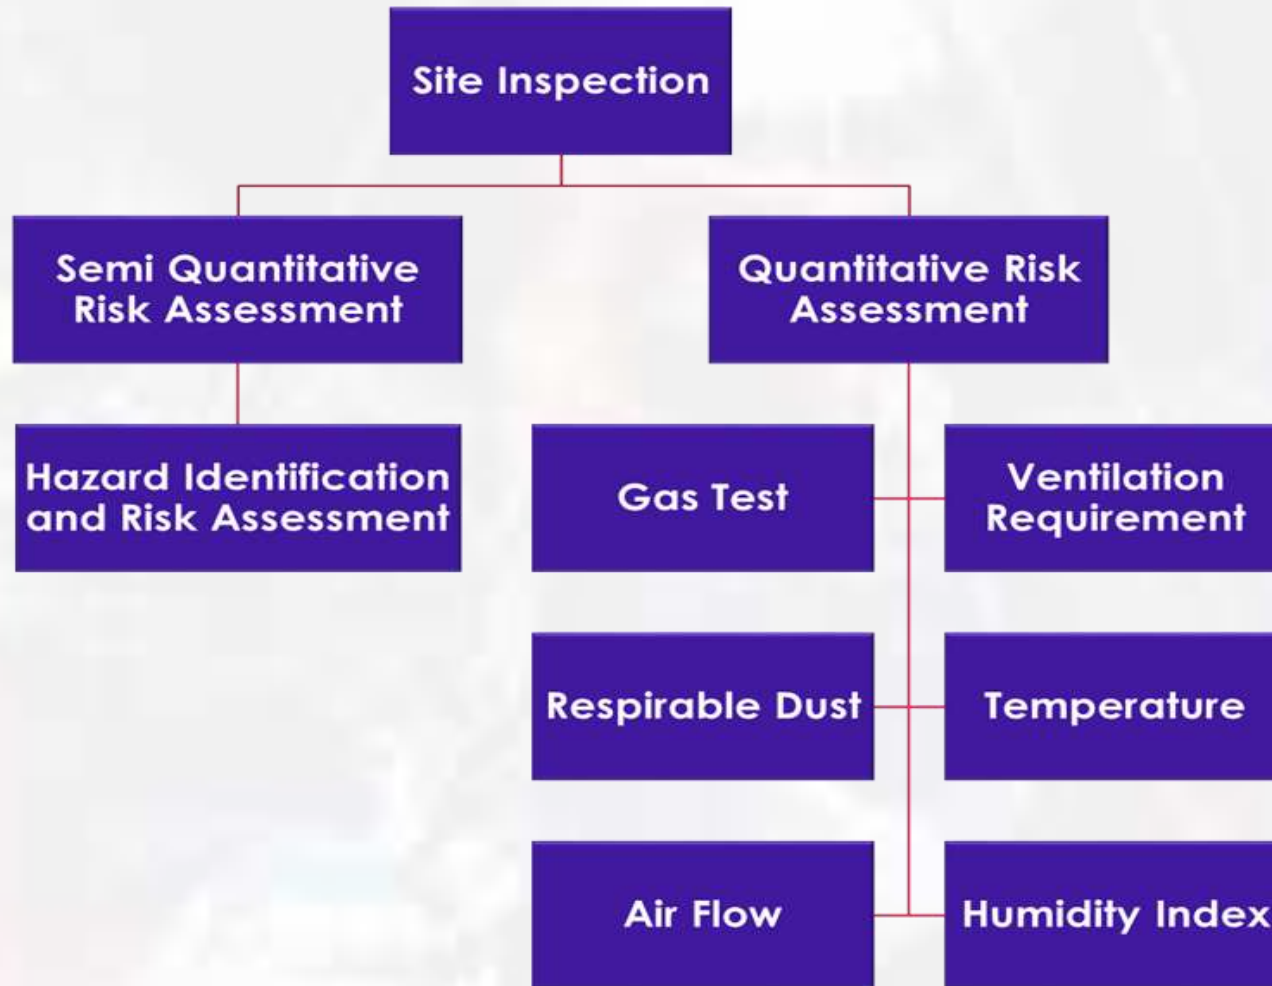 Site Inspection
Semi Quantitative
Risk Assessment
Quantitative Risk
Assessment
Hazard Identification
and Risk Assessment
Gas Test
Ventilation
Requirement
Respirable Dust
Temperature
Air Flow
Humidity Index